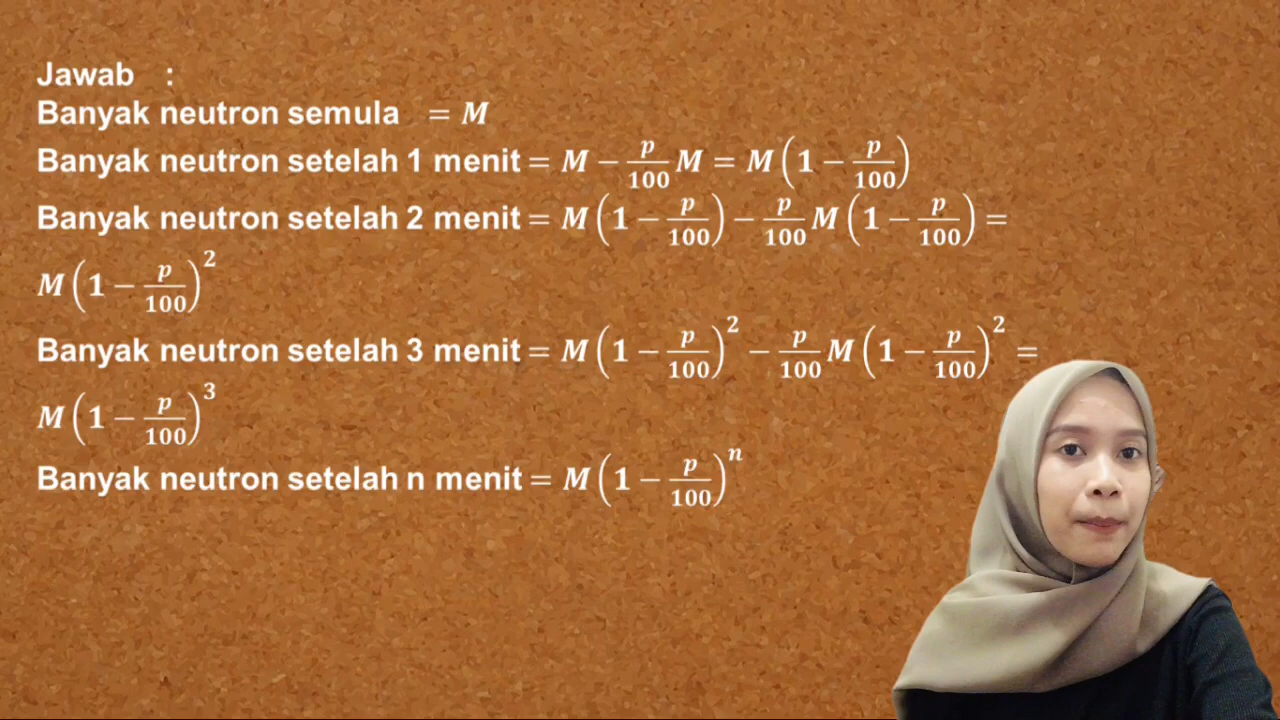 Jawab :
Banyak neutron semula = M
Banyak neutron setelah 1 menit = M − p/100 M = M(1 − p/100)
Banyak neutron setelah 2 menit = M(1 − p/100) − p/100 M(1 − p/100) =
M(1 − p/100)²
Banyak neutron setelah 3 menit = M(1 − p/100)² − p/100 M(1 − p/100)² =
M(1 − p/100)³
Banyak neutron setelah n menit = M(1 − p/100)ⁿ